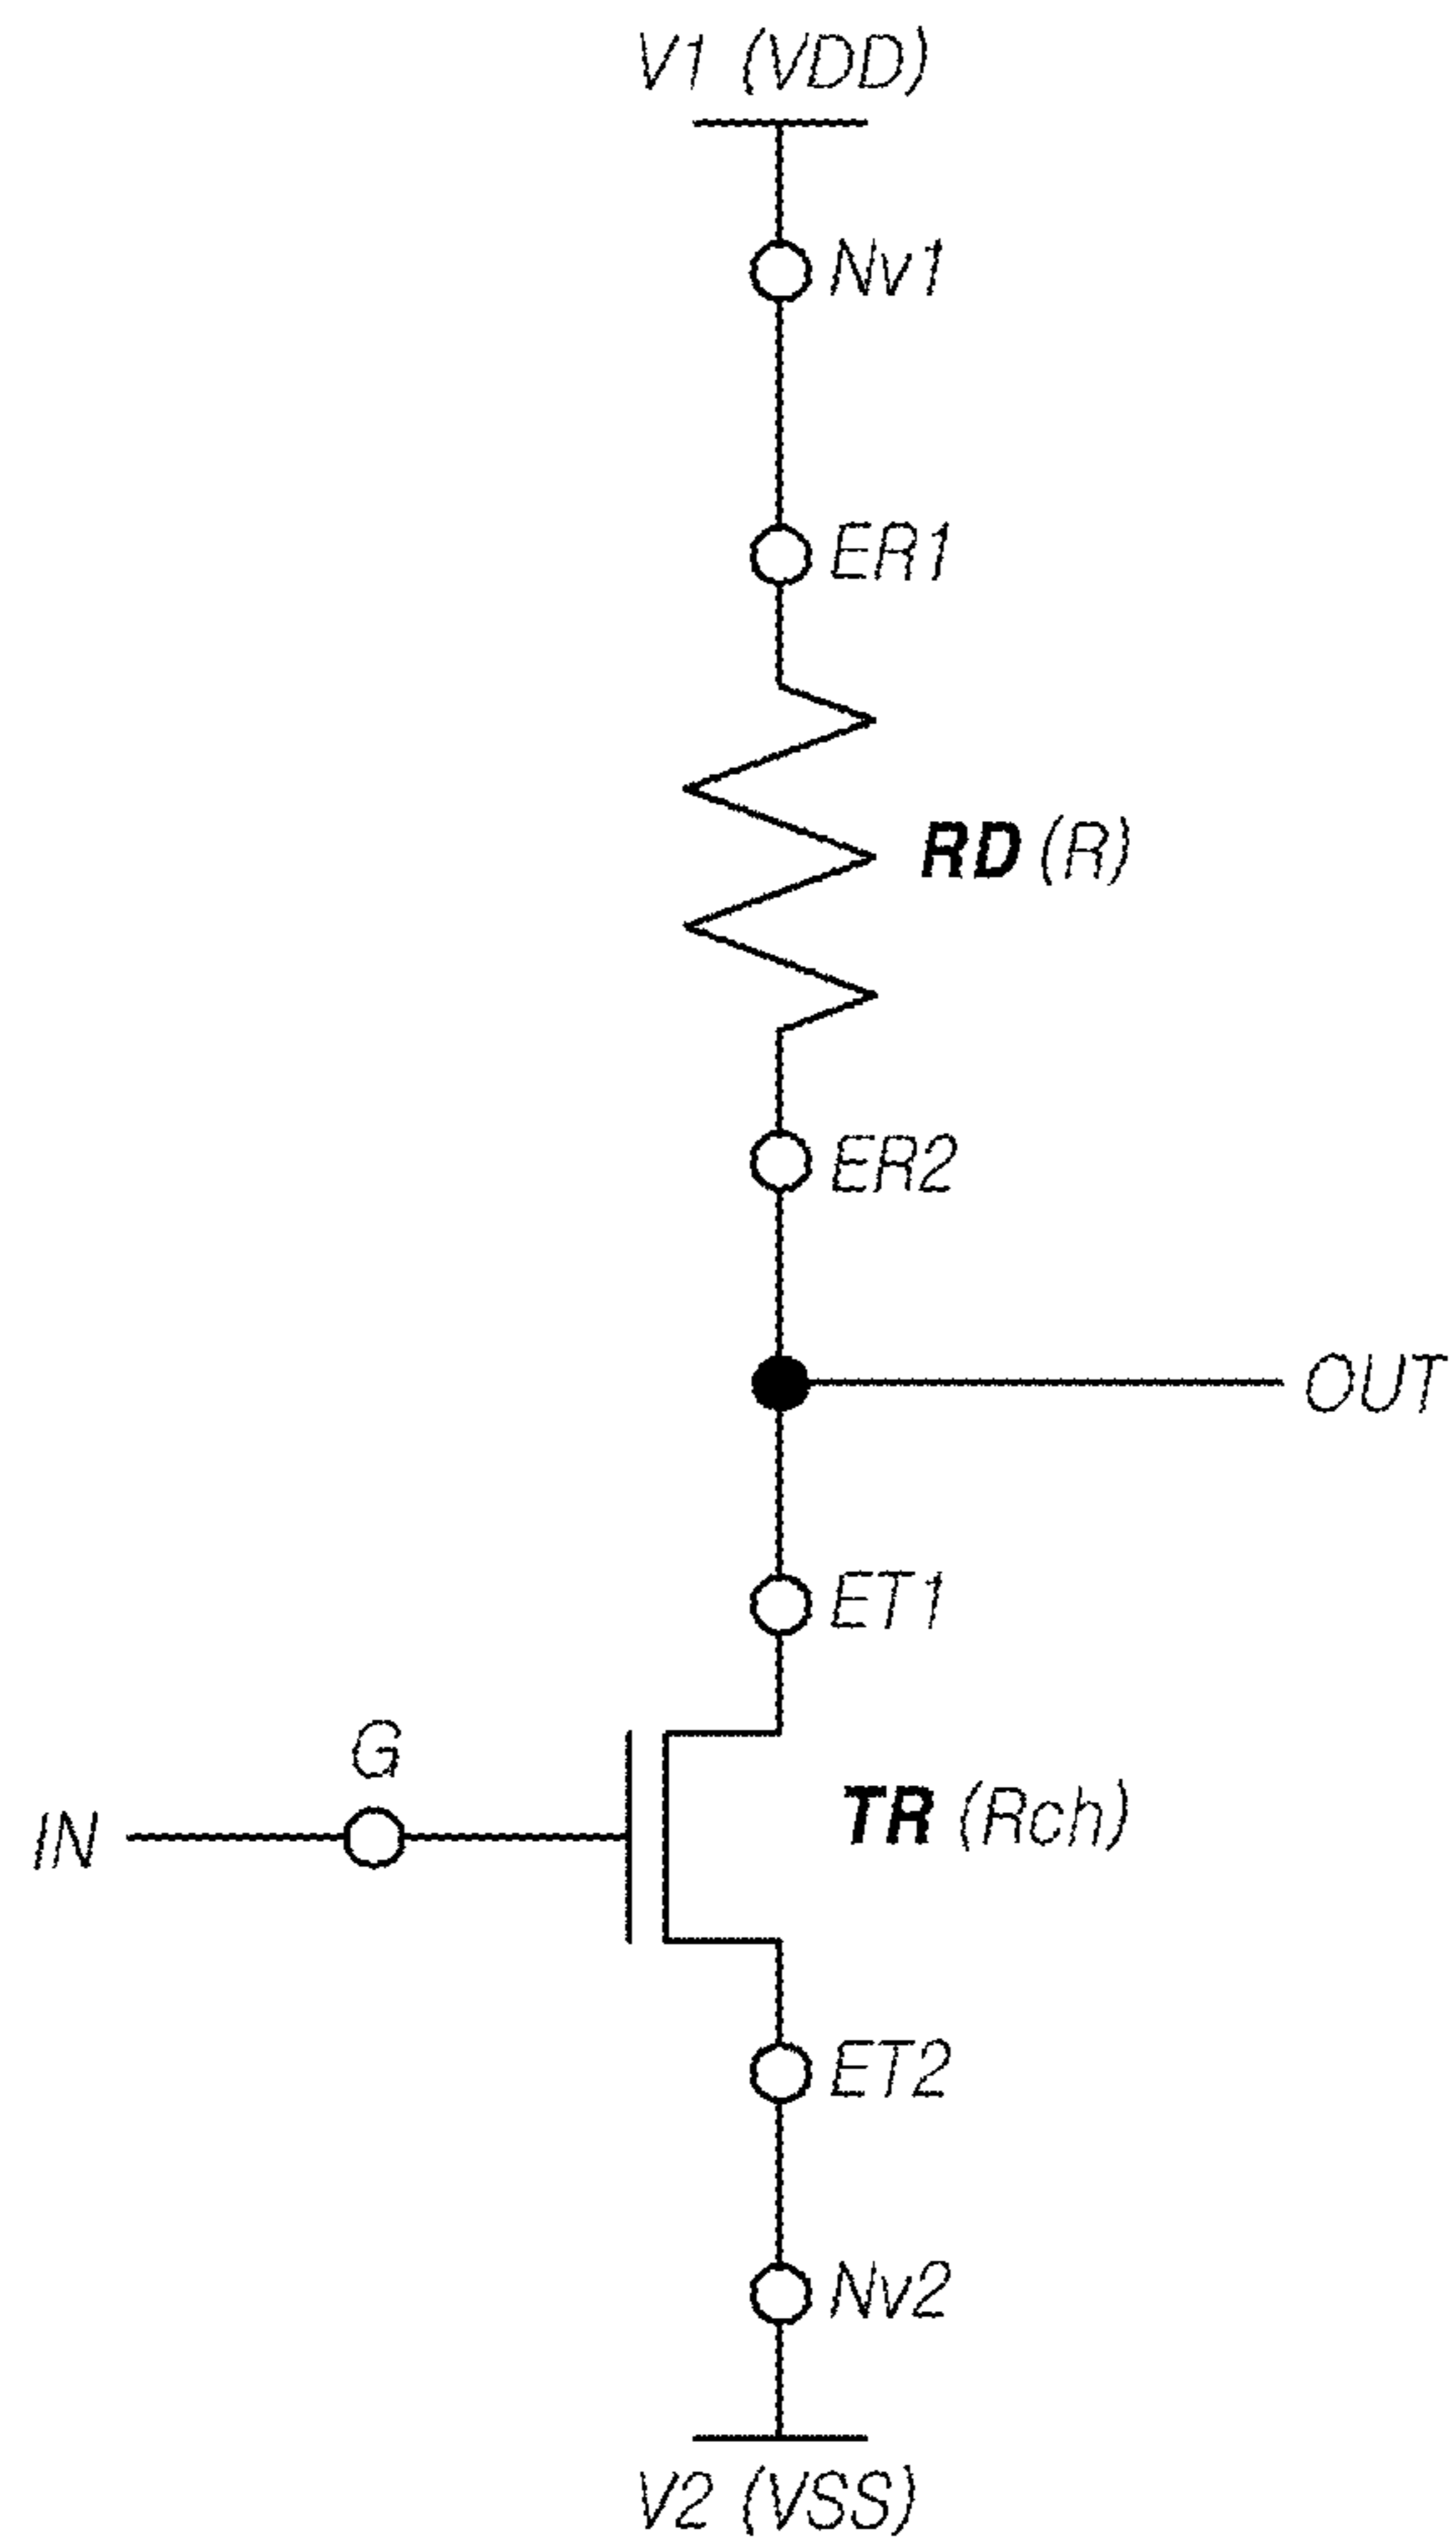 V1 (VDD)
Nv1
ER1
RD (R)
ER2
OUT
ET1
G
IN
TR (Rch)
ET2
Nv2
V2 (VSS)